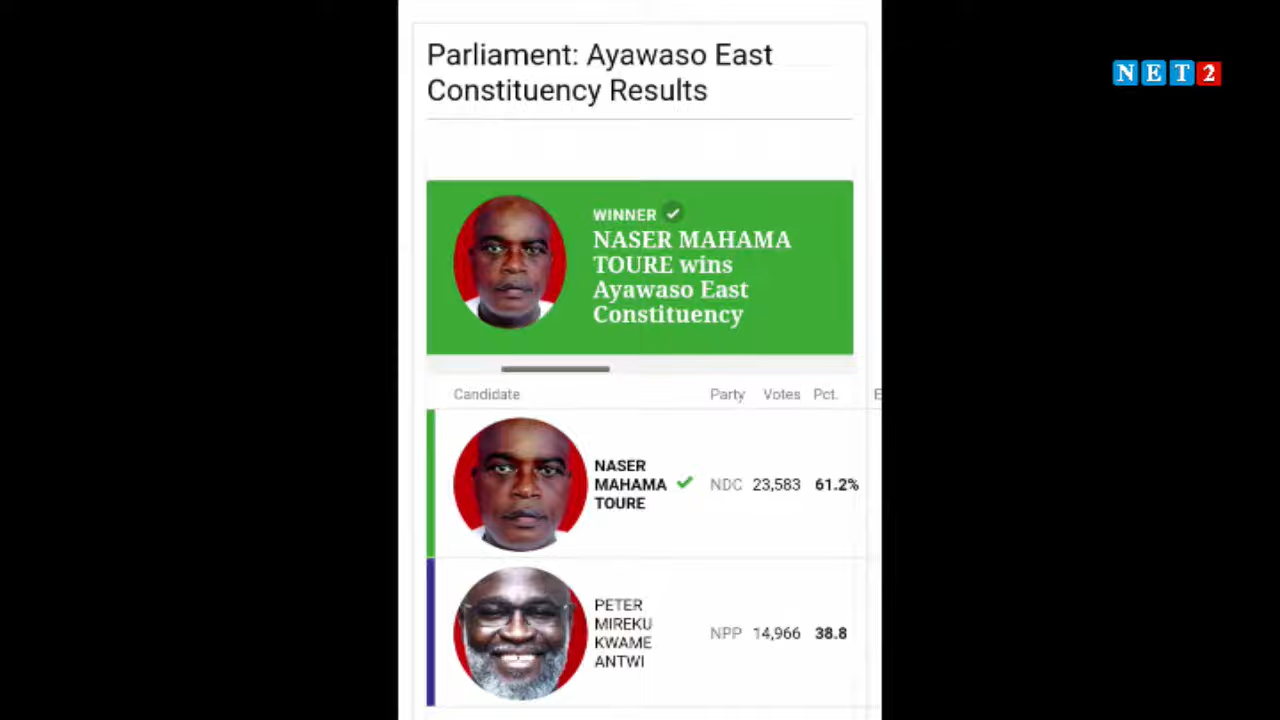 Parliament: Ayawaso East
Constituency Results
NET2
WINNER
NASER MAHAMA
TOURE wins
Ayawaso East
Constituency
Candidate Party Votes Pct.
NASER
MAHAMA
TOURE
NDC 23,583 61.2%
PETER
MIREKU
KWAME
ANTWI
NPP 14,966 38.8